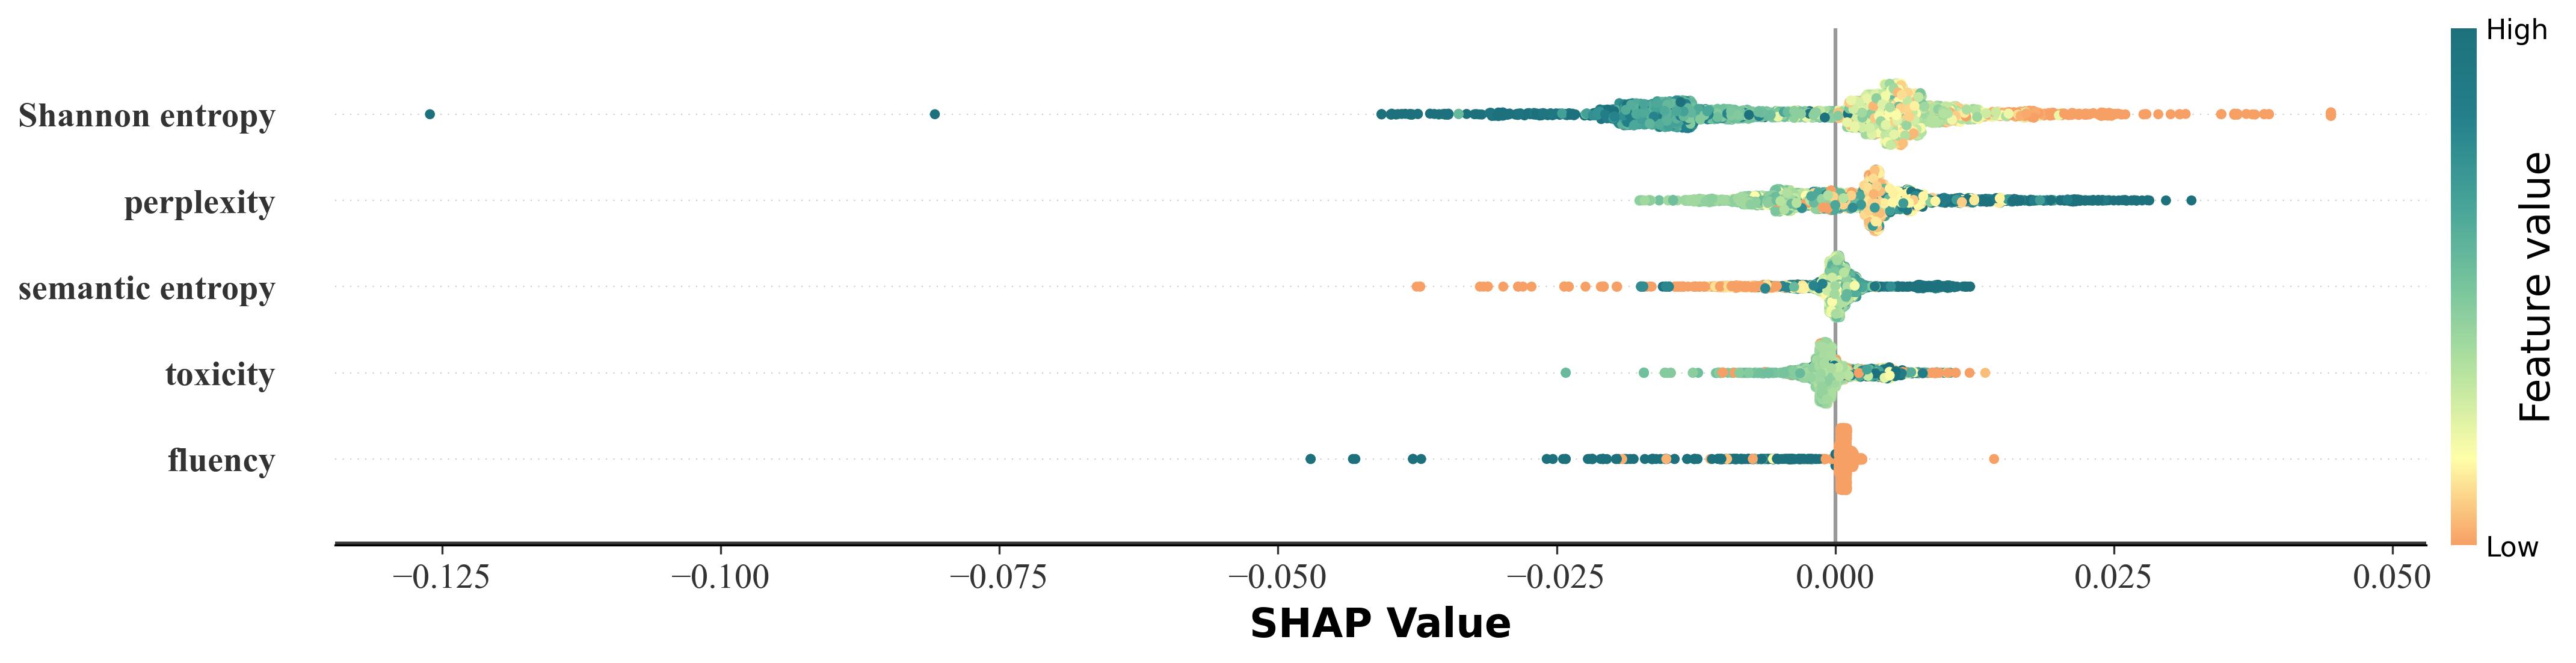 High
Shannon entropy
perplexity
semantic entropy
toxicity
fluency
Feature value
Low
−0.125 −0.100 −0.075 −0.050 −0.025 0.000 0.025 0.050
SHAP Value